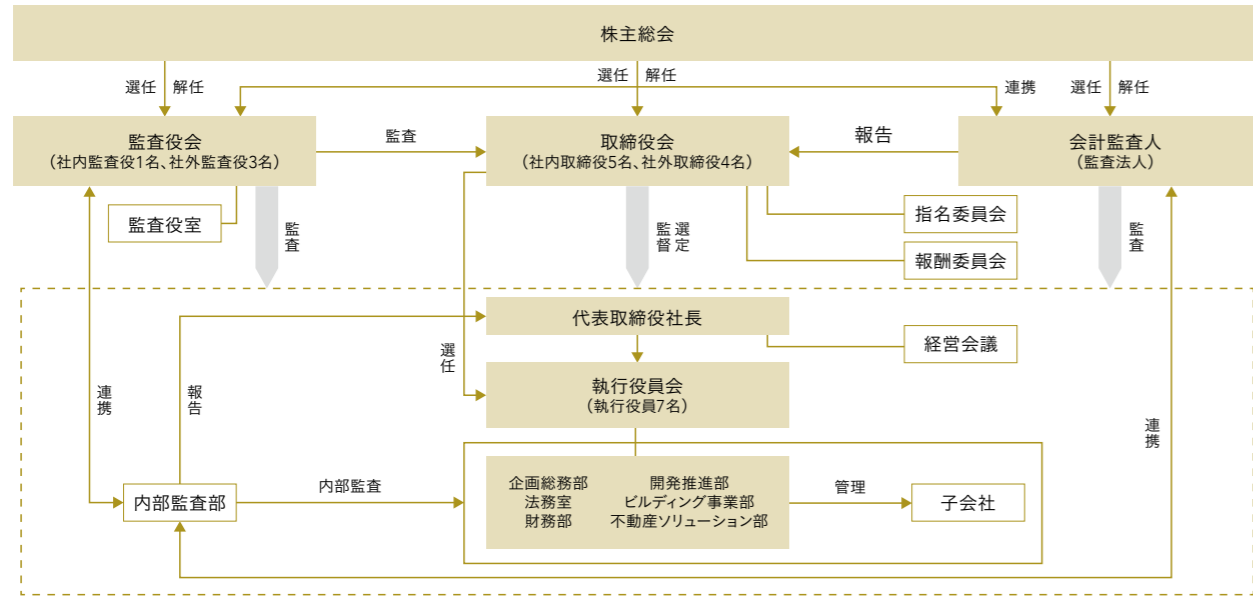 株主総会
選任 解任
選任 解任
連携
選任 解任
監査役会
(社内監査役1名、社外監査役3名)
監査
取締役会
(社内取締役5名、社外取締役4名)
報告
会計監査人
(監査法人)
監査役室
監査
監督
選定
指名委員会
報酬委員会
監査
代表取締役社長
経営会議
選任
執行役員会
(執行役員7名)
連携
報告
連携
内部監査部
内部監査
企画総務部
法務室
財務部
開発推進部
ビルディング事業部
不動産ソリューション部
管理
子会社